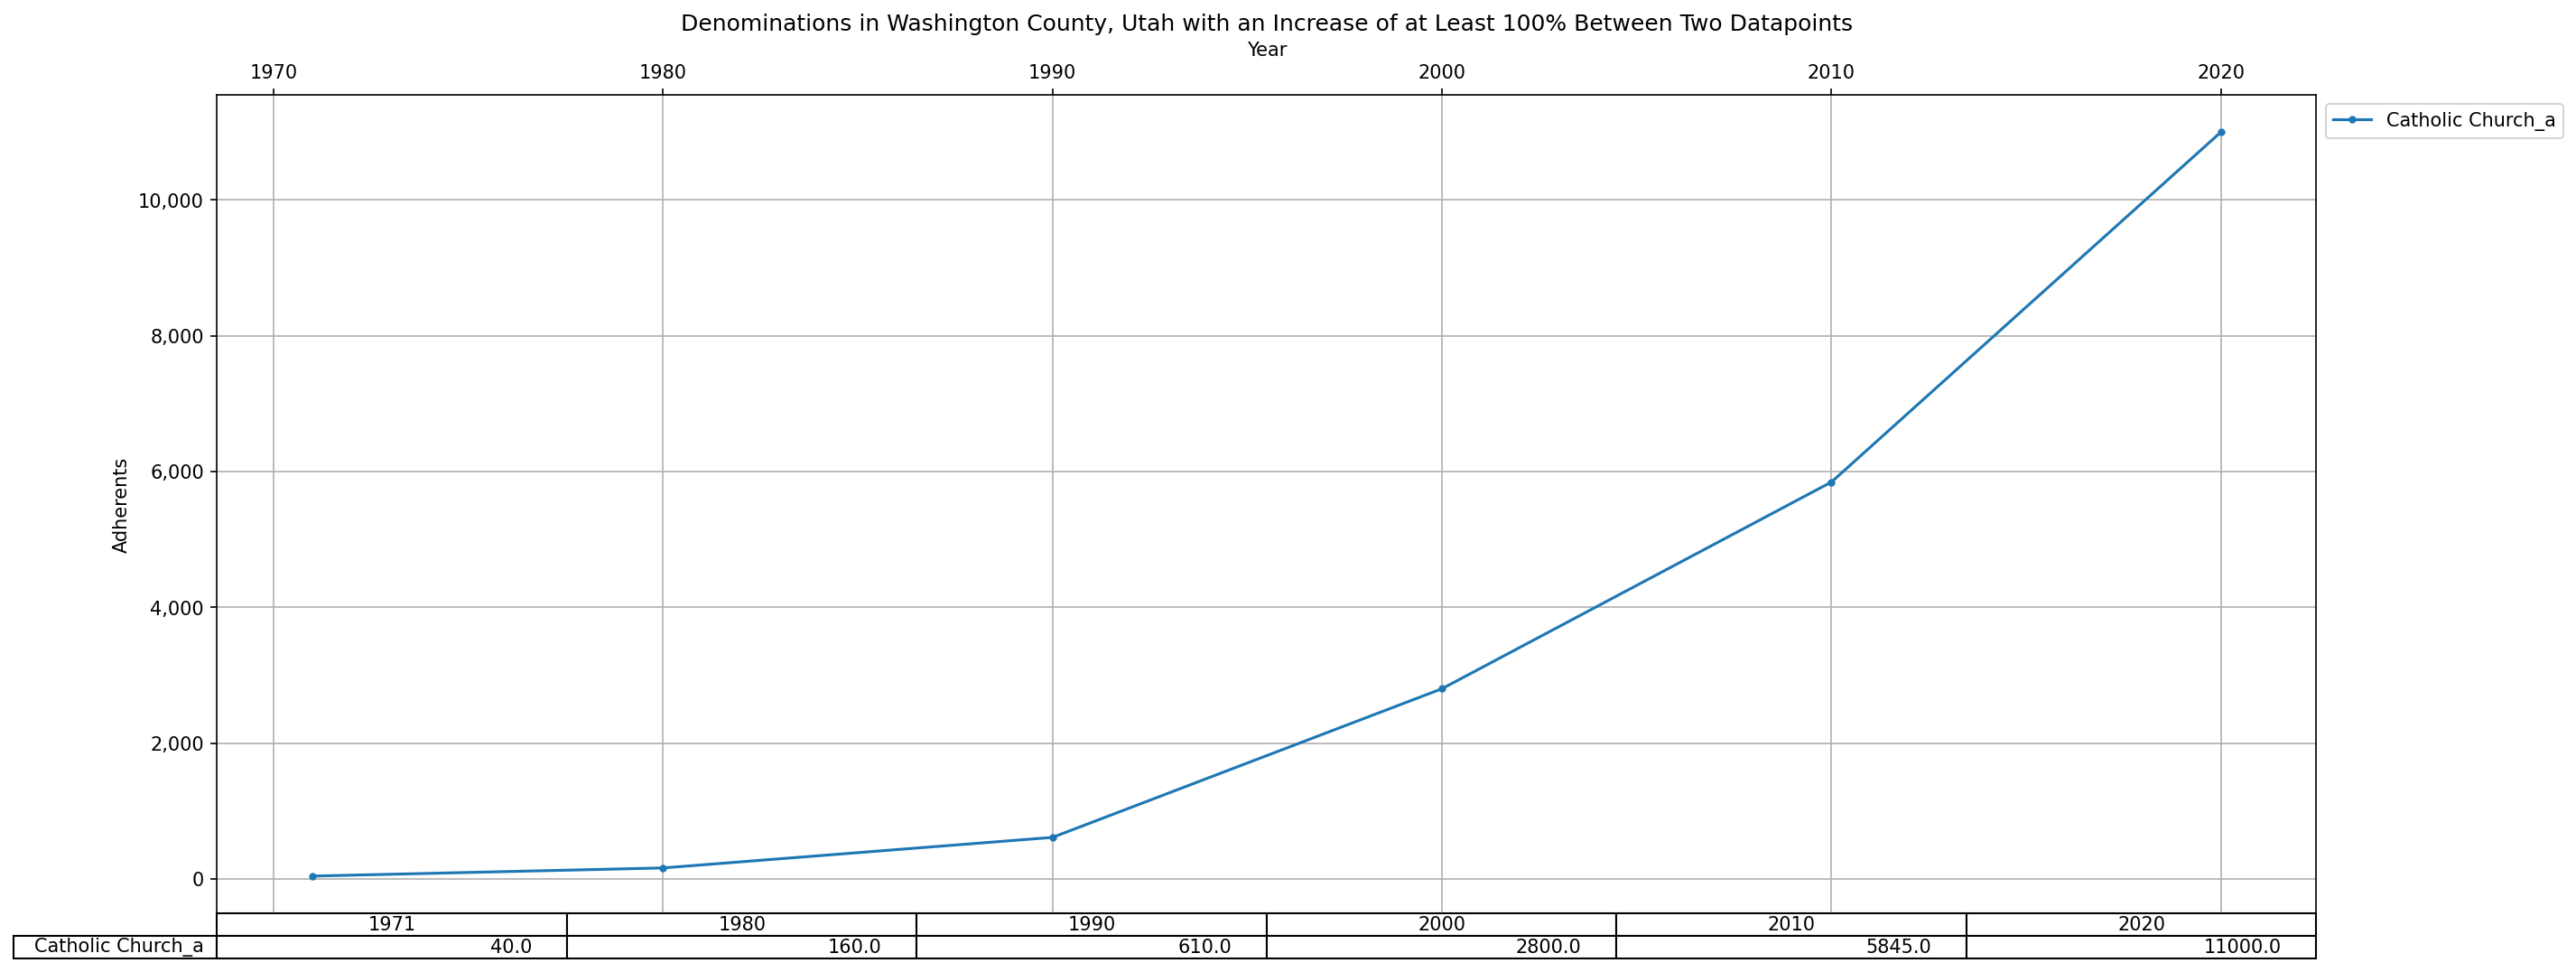 Denominations in Washington County, Utah with an Increase of at Least 100% Between Two Datapoints
Year
1970 1980 1990 2000 2010 2020
Catholic Church_a
10,000
8,000
6,000
4,000
2,000
0
Adherents
1971 1980 1990 2000 2010 2020
Catholic Church_a 40.0 160.0 610.0 2800.0 5845.0 11000.0